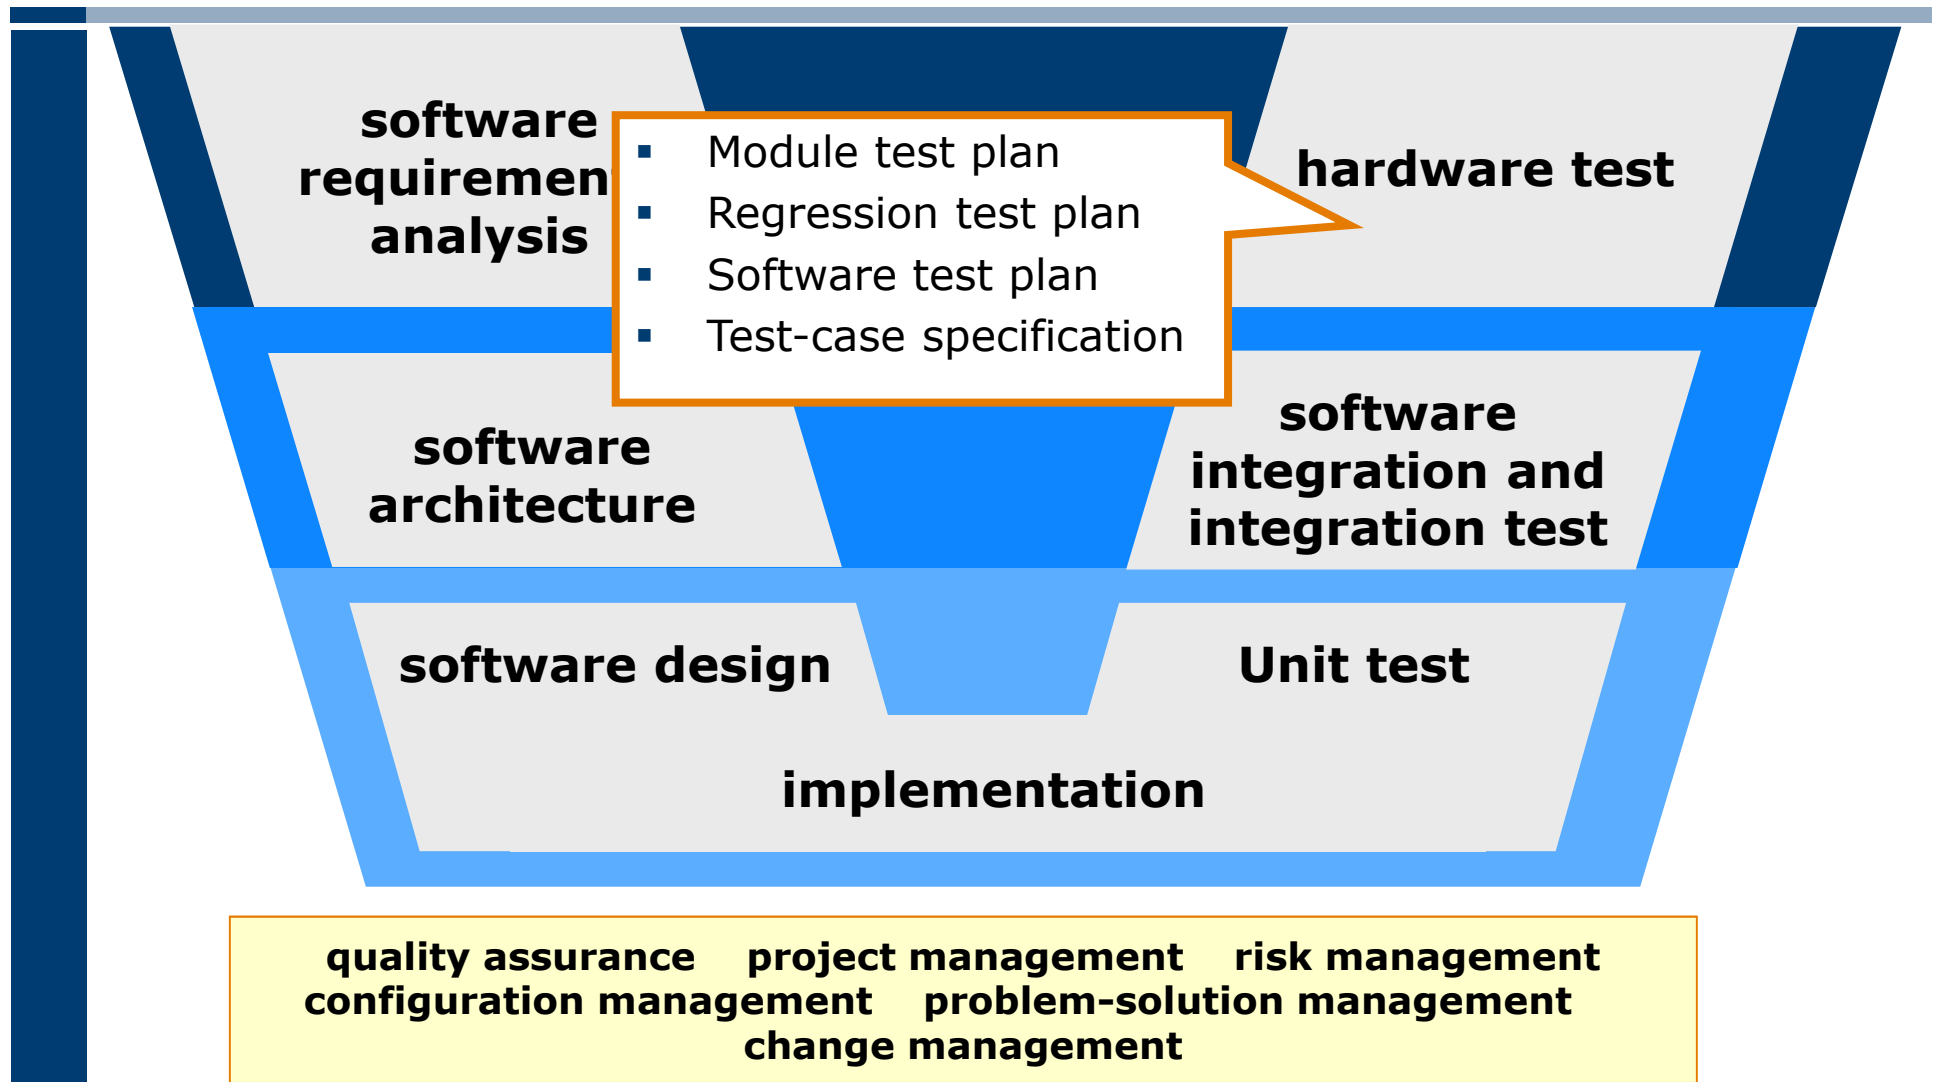 software
requirement
analysis
▪ Module test plan
▪ Regression test plan
▪ Software test plan
▪ Test-case specification
hardware test
software
architecture
software
integration and
integration test
software design
Unit test
implementation
quality assurance project management risk management
configuration management problem-solution management
change management